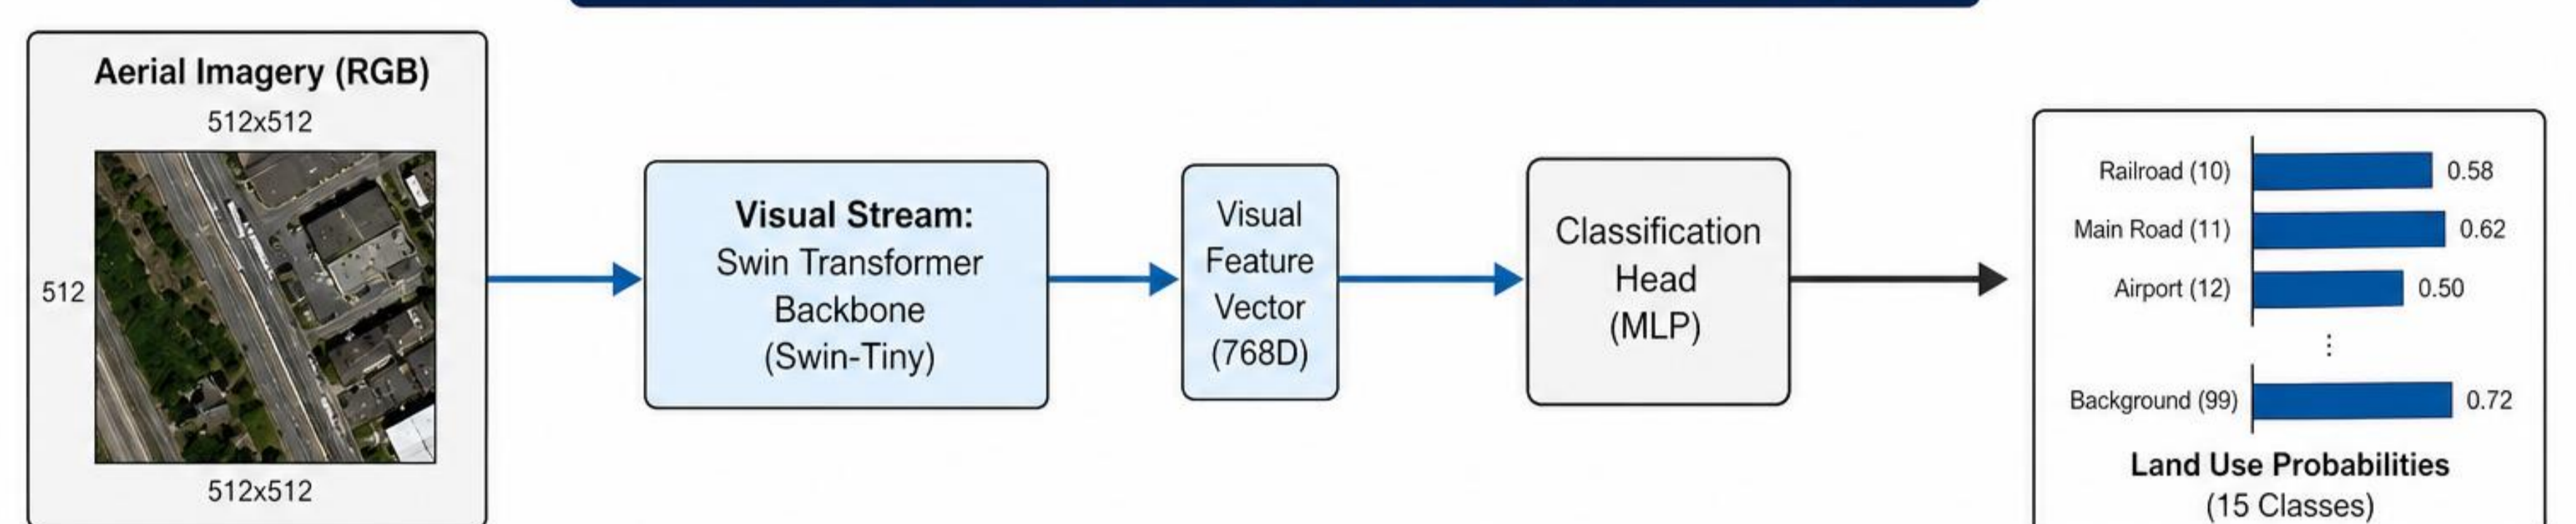 Aerial Imagery (RGB)
512x512
512
512x512
Visual Stream:
Swin Transformer
Backbone
(Swin-Tiny)
Visual
Feature
Vector
(768D)
Classification
Head
(MLP)
Railroad (10) 0.58
Main Road (11) 0.62
Airport (12) 0.50
⋮
Background (99) 0.72
Land Use Probabilities
(15 Classes)